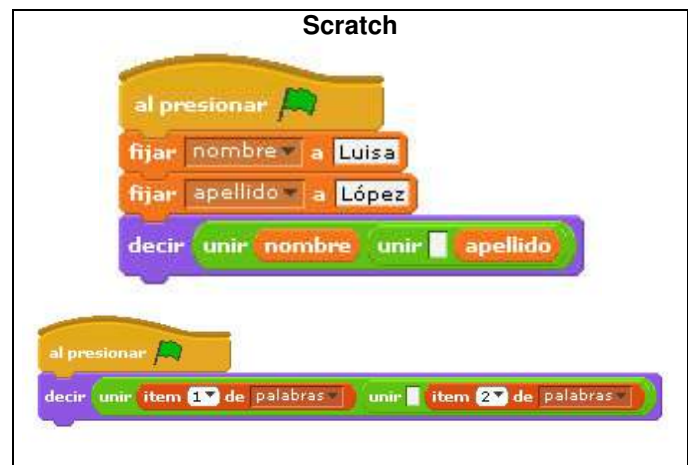 Scratch
al presionar
fijar nombre a Luisa
fijar apellido a López
decir unir nombre unir apellido
al presionar
decir unir item 1 de palabras unir item 2 de palabras